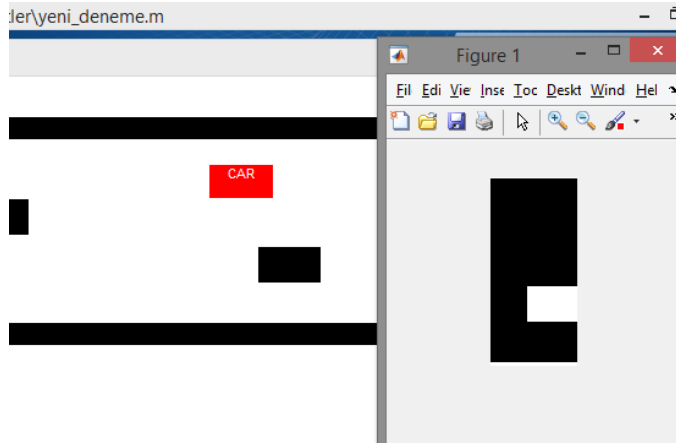 ler\yeni_deneme.m
Figure 1
Fil Edi Vie Inse Toc Deskt Wind Hel
CAR